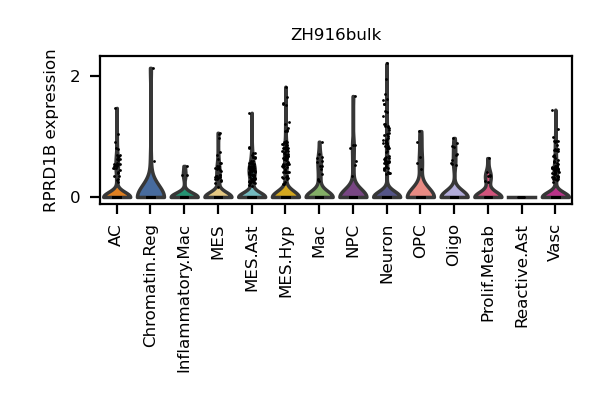 ZH916bulk
RPRD1B expression
2
0
AC
Chromatin.Reg
Inflammatory.Mac
MES
MES.Ast
MES.Hyp
Mac
NPC
Neuron
OPC
Oligo
Prolif.Metab
Reactive.Ast
Vasc